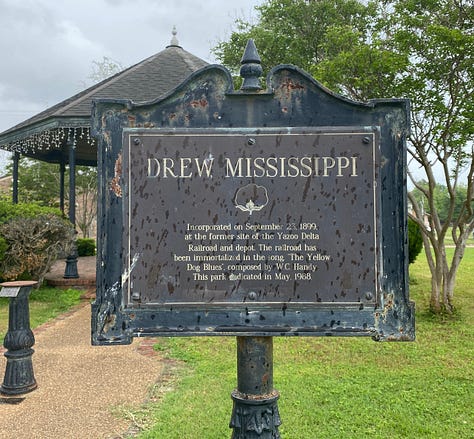 DREW, MISSISSIPPI
Incorporated on September 23, 1899,
at the former site of the Yazoo Delta
Railroad and depot. The railroad has
been immortalized in the song, "The Yellow
Dog Blues", composed by W.C. Handy
This park dedicated in May, 1988.